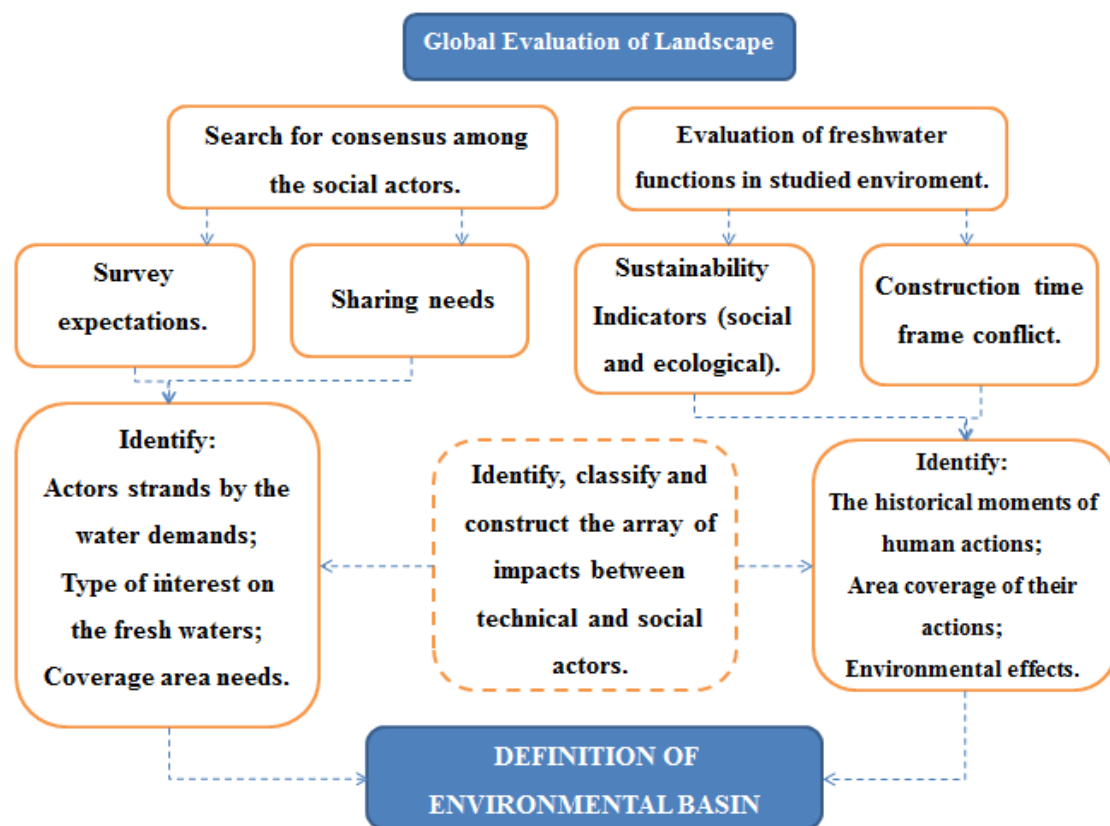 Global Evaluation of Landscape
Search for consensus among
the social actors.
Evaluation of freshwater
functions in studied enviroment.
Survey
expectations.
Sharing needs
Sustainability
Indicators (social
and ecological).
Construction time
frame conflict.
Identify:
Actors strands by the
water demands;
Type of interest on
the fresh waters;
Coverage area needs.
Identify, classify and
construct the array of
impacts between
technical and social
actors.
Identify:
The historical moments of
human actions;
Area coverage of their
actions;
Environmental effects.
DEFINITION OF
ENVIRONMENTAL BASIN